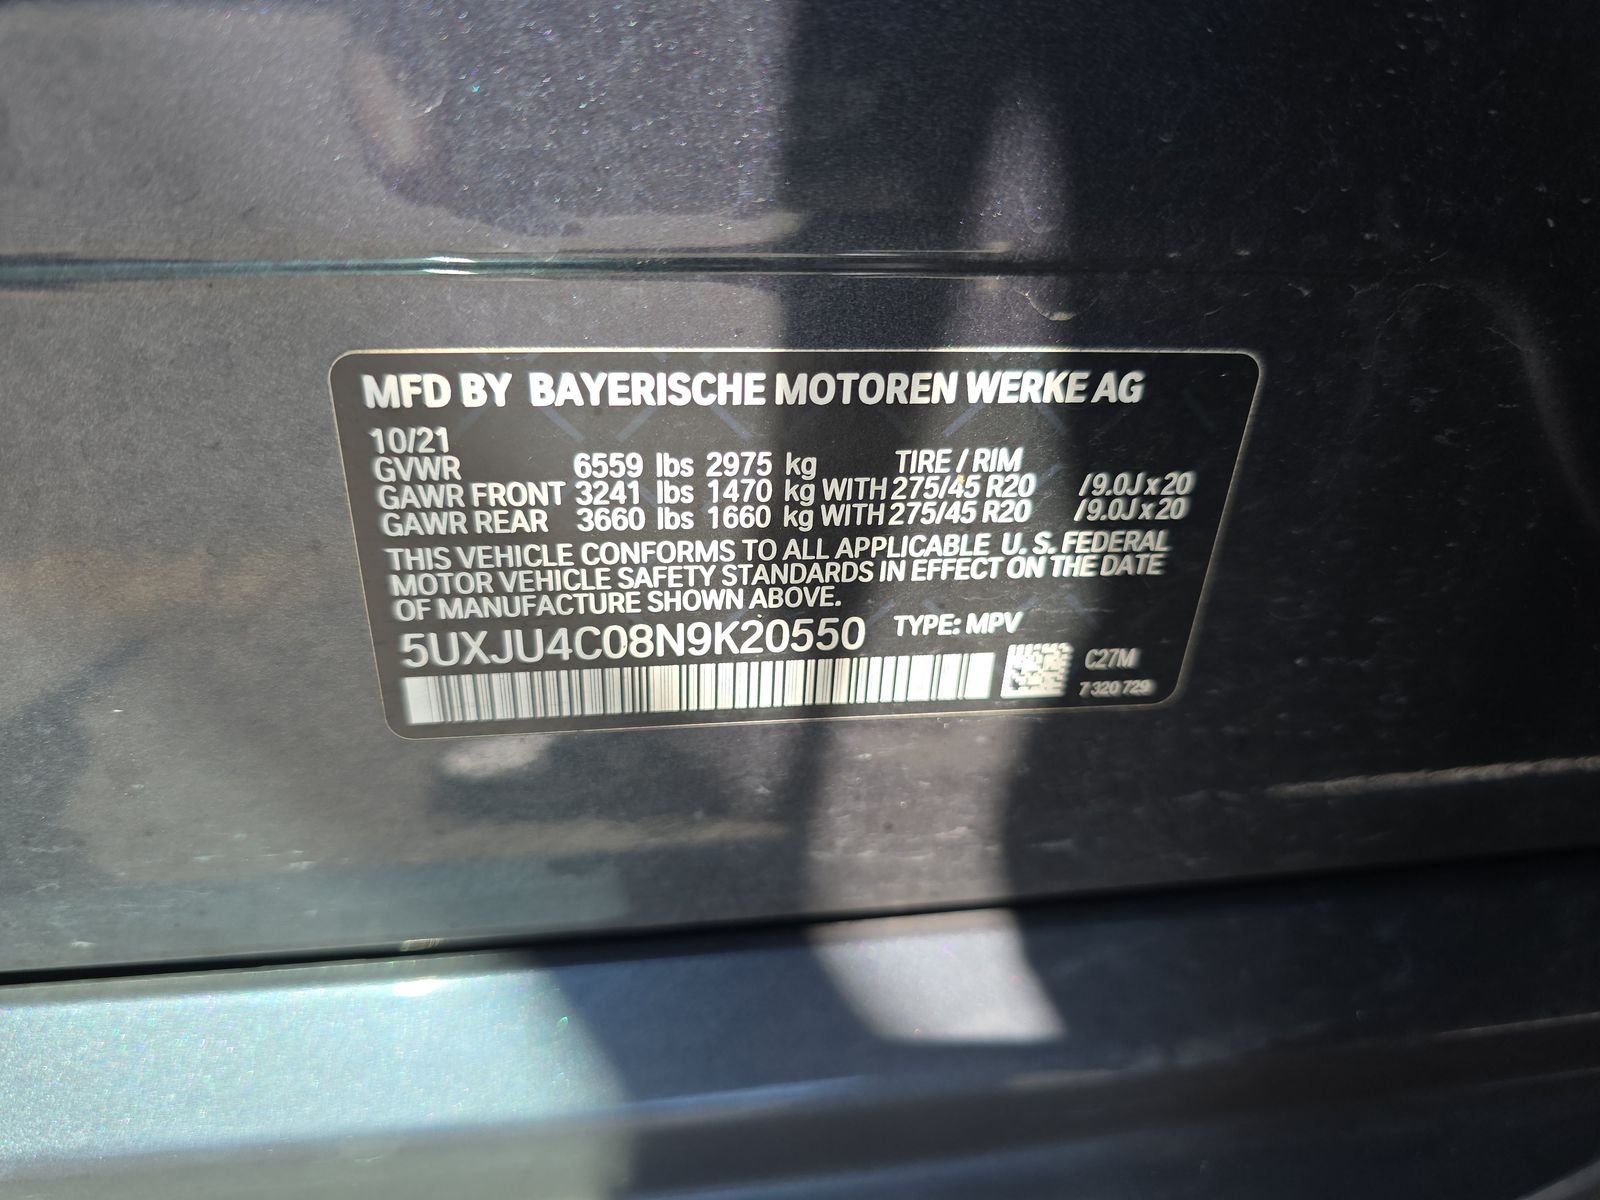 MFD BY BAYERISCHE MOTOREN WERKE AG
10/21
GVWR 6559 lbs 2975 kg TIRE / RIM
GAWR FRONT 3241 lbs 1470 kg WITH 275/45 R20 /9.0J x 20
GAWR REAR 3660 lbs 1660 kg WITH 275/45 R20 /9.0J x 20
THIS VEHICLE CONFORMS TO ALL APPLICABLE U. S. FEDERAL
MOTOR VEHICLE SAFETY STANDARDS IN EFFECT ON THE DATE
OF MANUFACTURE SHOWN ABOVE.
5UXJU4C08N9K20550 TYPE: MPV
C27M
7 320 729